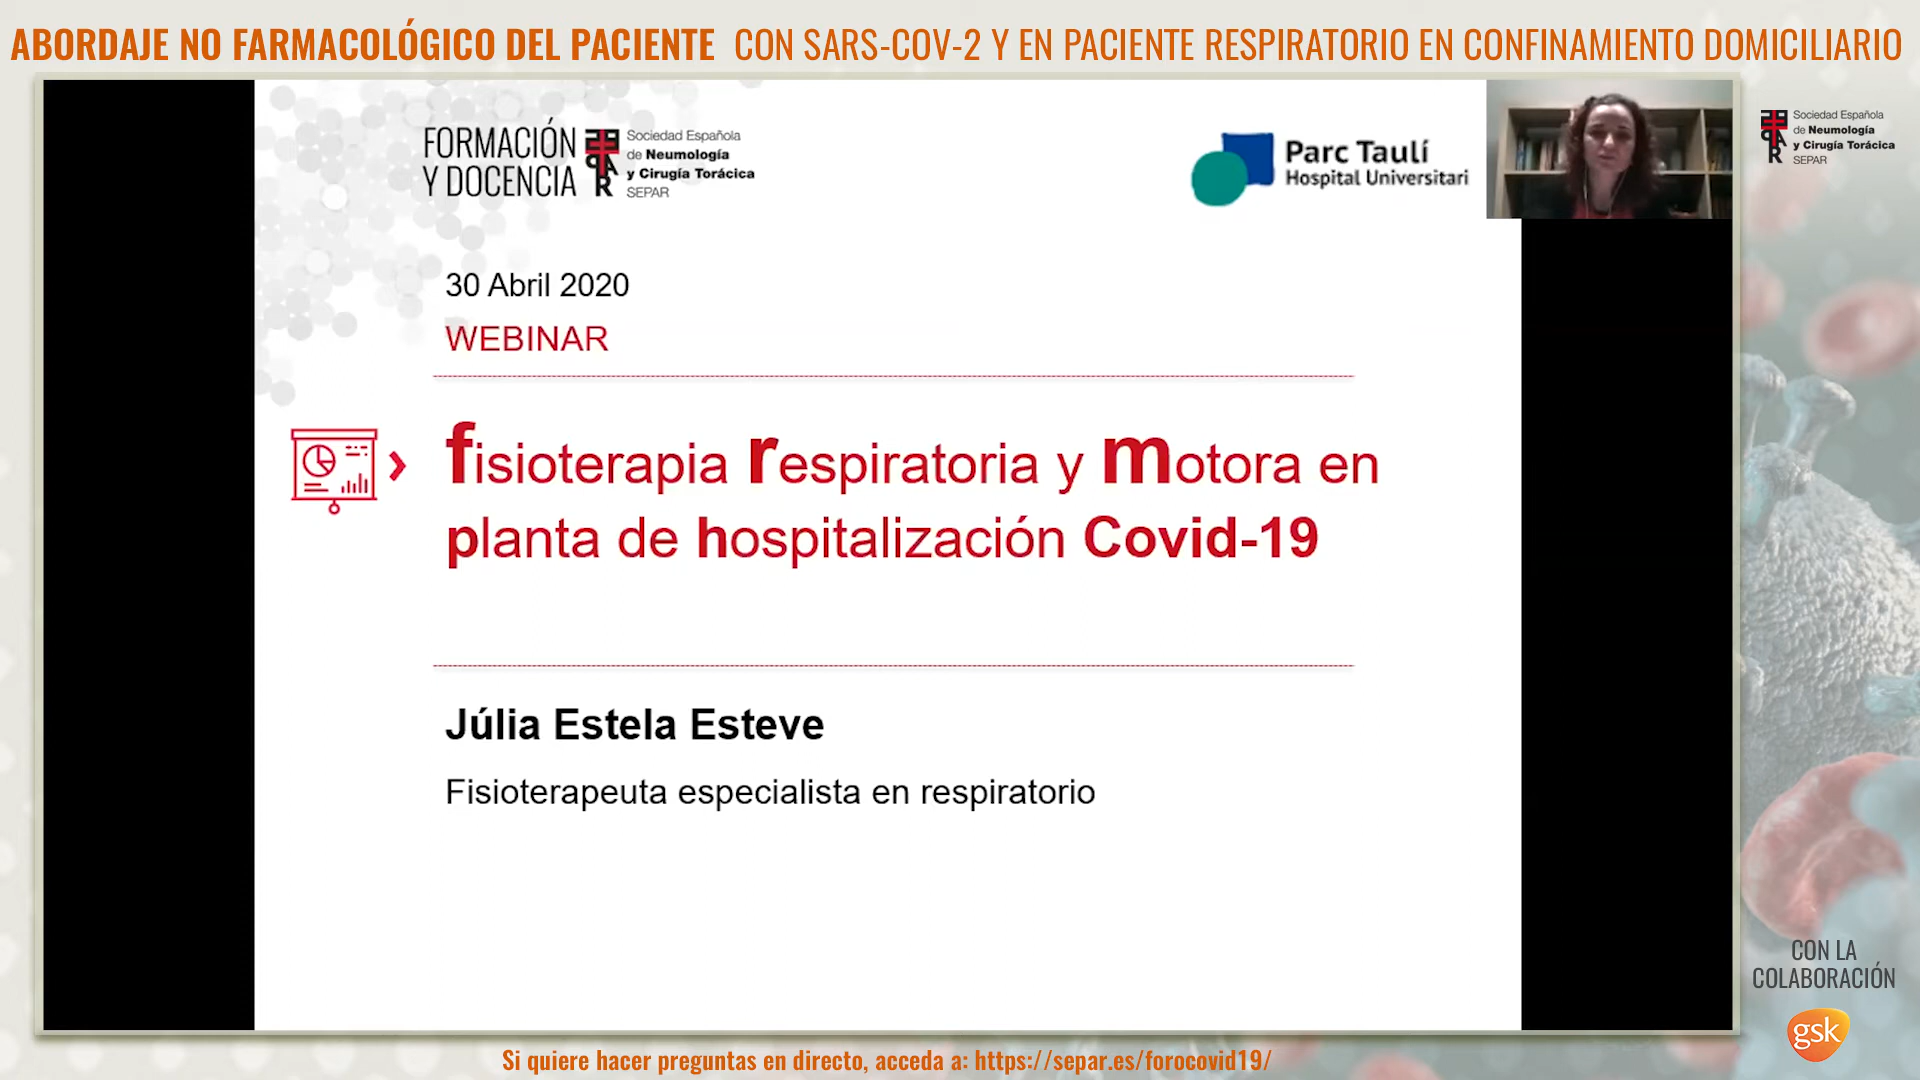 ABORDAJE NO FARMACOLÓGICO DEL PACIENTE CON SARS-COV-2 Y EN PACIENTE RESPIRATORIO EN CONFINAMIENTO DOMICILIARIO
FORMACIÓN
Y DOCENCIA
Sociedad Española
de Neumología
y Cirugía Torácica
SEPAR
Parc Taulí
Hospital Universitari
Sociedad Española
de Neumología
y Cirugía Torácica
SEPAR
30 Abril 2020
WEBINAR
fisioterapia respiratoria y motora en
planta de hospitalización Covid-19
Júlia Estela Esteve
Fisioterapeuta especialista en respiratorio
CON LA
COLABORACIÓN
gsk
Si quiere hacer preguntas en directo, acceda a: https://separ.es/forocovid19/